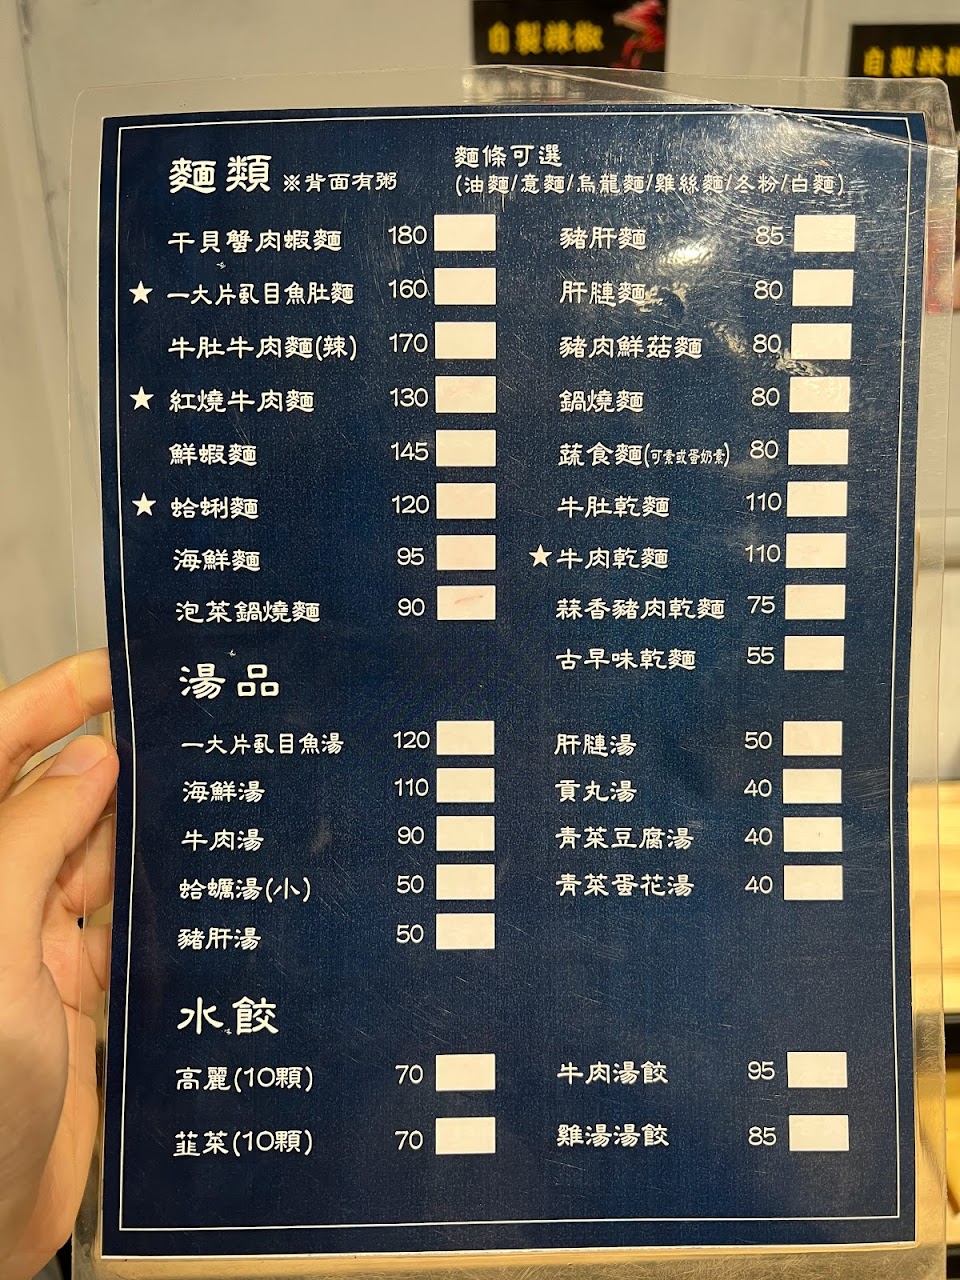 自製辣椒
自製辣椒
麵類 ※背面有粥
麵條可選
(油麵/意麵/烏龍麵/雞絲麵/冬粉/白麵)
干貝蟹肉蝦麵 180
★ 一大片虱目魚肚麵 160
牛肚牛肉麵(辣) 170
★ 紅燒牛肉麵 130
鮮蝦麵 145
★ 蛤蜊麵 120
海鮮麵 95
泡菜鍋燒麵 90
豬肝麵 85
肝膤麵 80
豬肉鮮菇麵 80
鍋燒麵 80
蔬食麵(可素或蛋奶素) 80
牛肚乾麵 110
★ 牛肉乾麵 110
蒜香豬肉乾麵 75
古早味乾麵 55
湯品
一大片虱目魚湯 120
海鮮湯 110
牛肉湯 90
蛤蠣湯(小) 50
豬肝湯 50
肝膤湯 50
貢丸湯 40
青菜豆腐湯 40
青菜蛋花湯 40
水餃
高麗(10顆) 70
韮菜(10顆) 70
牛肉湯餃 95
雞湯湯餃 85